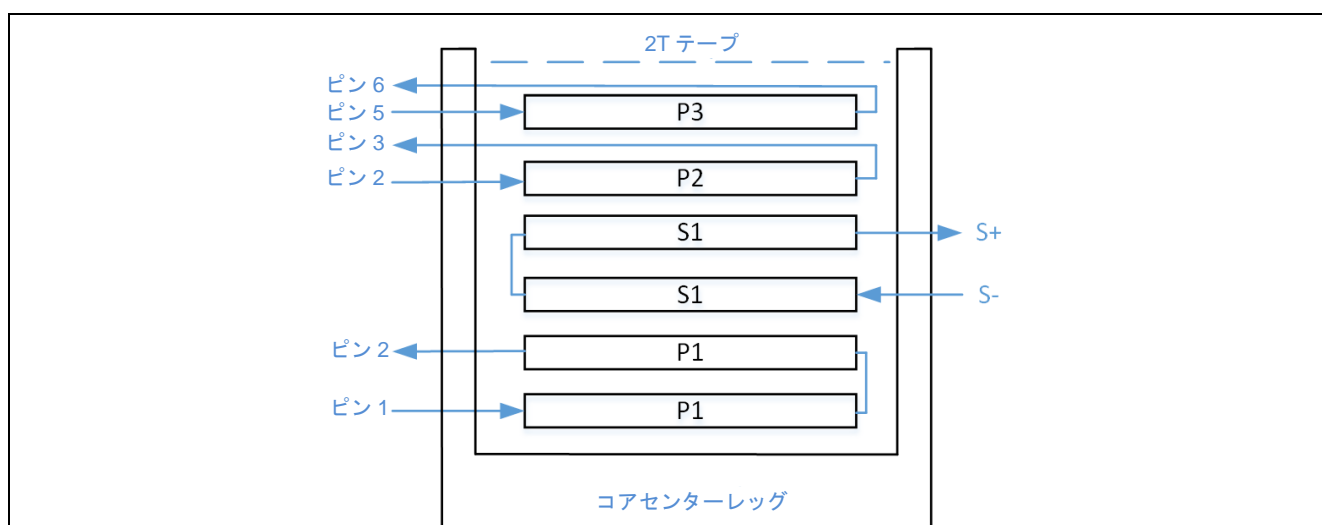 2T テープ
ピン 6
ピン 5
P3
ピン 3
ピン 2
P2
S1
S+
S1
S-
ピン 2
P1
ピン 1
P1
コアセンターレッグ